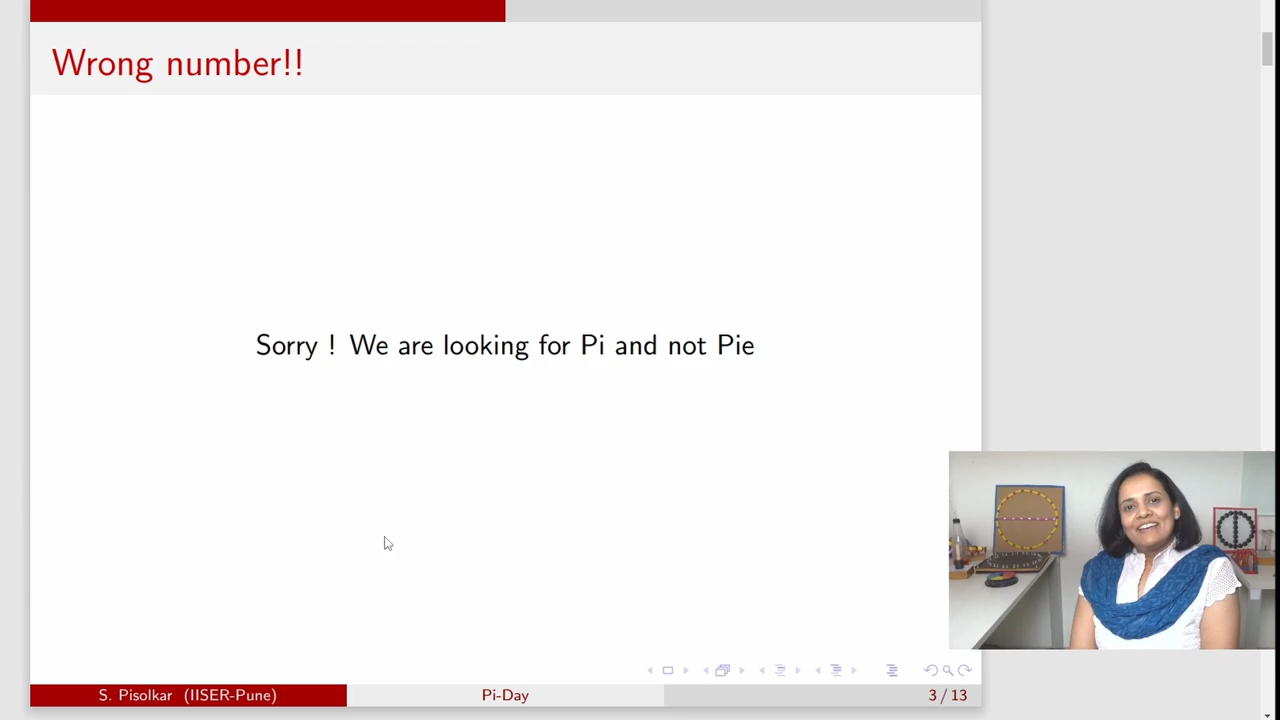 Wrong number!!
Sorry ! We are looking for Pi and not Pie
S. Pisolkar (IISER-Pune)
Pi-Day
3 / 13